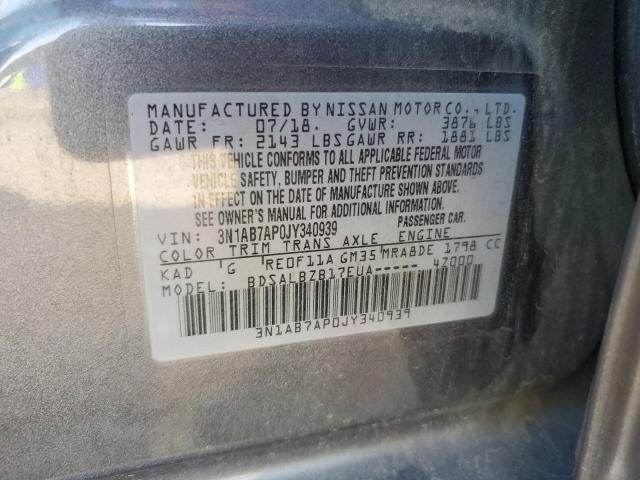 MANUFACTURED BY NISSAN MOTOR CO., LTD.
DATE: 07/18. GVWR: 3876 LBS
GAWR FR: 2143 LBS GAWR RR: 1881 LBS
THIS VEHICLE CONFORMS TO ALL APPLICABLE FEDERAL MOTOR
VEHICLE SAFETY, BUMPER AND THEFT PREVENTION STANDARDS
IN EFFECT ON THE DATE OF MANUFACTURE SHOWN ABOVE.
SEE OWNER'S MANUAL FOR ADDITIONAL INFORMATION.
VIN: 3N1AB7AP0JY340939 PASSENGER CAR.
COLOR TRIM TRANS AXLE ENGINE
KAD G RE0F11A GM35 MRA8DE 1798 CC
MODEL: BDSALBZB17EUA----- 4Z000
3N1AB7AP0JY340939